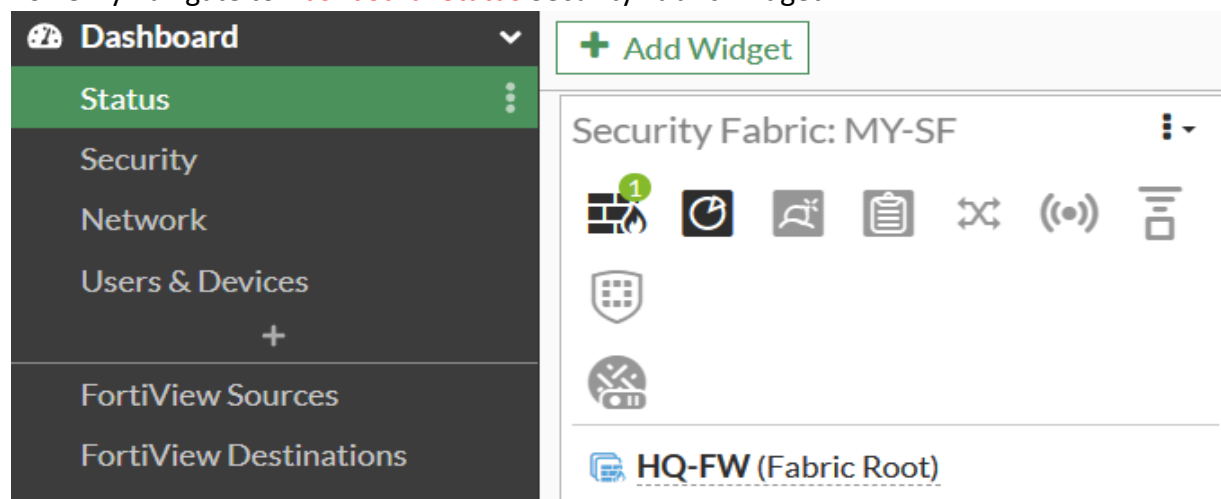 Dashboard
+ Add Widget
Status
Security Fabric: MY-SF
Security
1
Network
Users & Devices
+
FortiView Sources
FortiView Destinations
HQ-FW (Fabric Root)